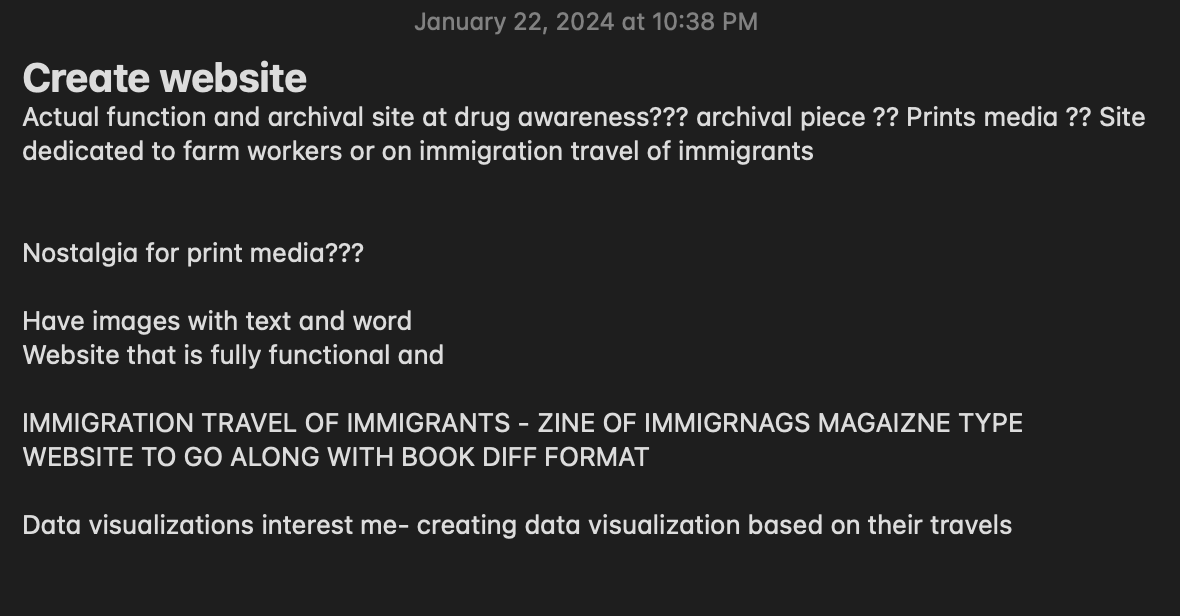 January 22, 2024 at 10:38 PM
Create website
Actual function and archival site at drug awareness??? archival piece ?? Prints media ?? Site
dedicated to farm workers or on immigration travel of immigrants
Nostalgia for print media???
Have images with text and word
Website that is fully functional and
IMMIGRATION TRAVEL OF IMMIGRANTS - ZINE OF IMMIGRNAGS MAGAIZNE TYPE
WEBSITE TO GO ALONG WITH BOOK DIFF FORMAT
Data visualizations interest me- creating data visualization based on their travels